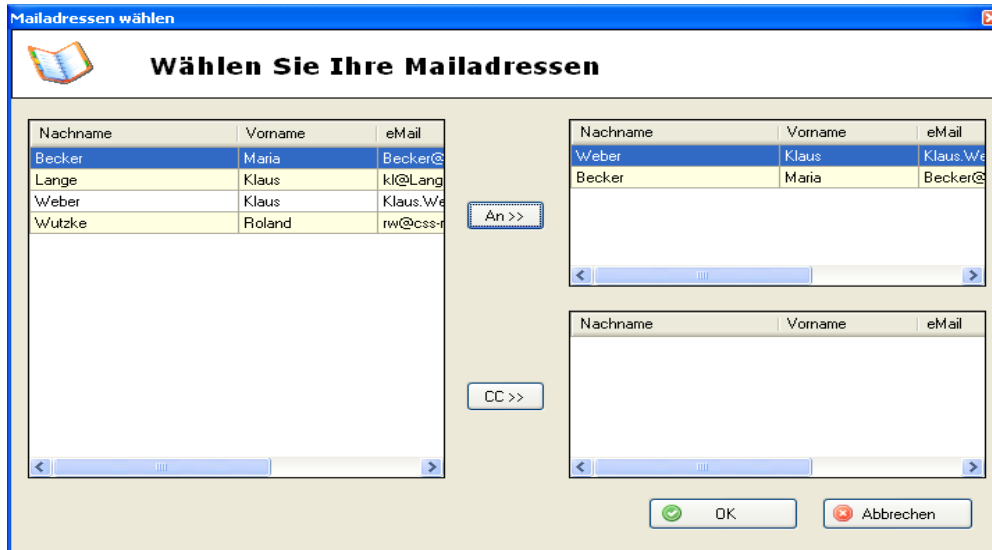 Mailadressen wählen
Wählen Sie Ihre Mailadressen
Nachname Vorname eMail
Becker Maria Becker@
Lange Klaus kl@Lang
Weber Klaus Klaus.We
Wutzke Roland rw@css-r
An >>
CC >>
Nachname Vorname eMail
Weber Klaus Klaus.We
Becker Maria Becker@
Nachname Vorname eMail
OK Abbrechen